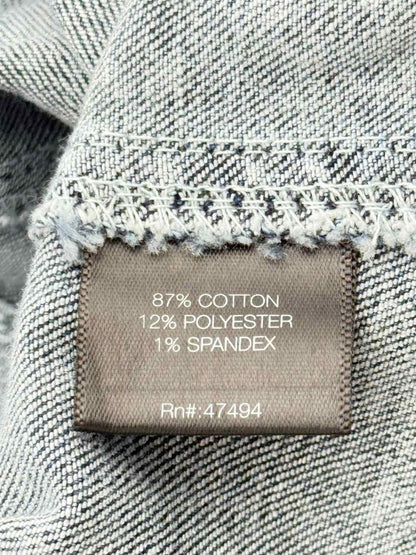 87% COTTON
12% POLYESTER
1% SPANDEX
Rn#:47494